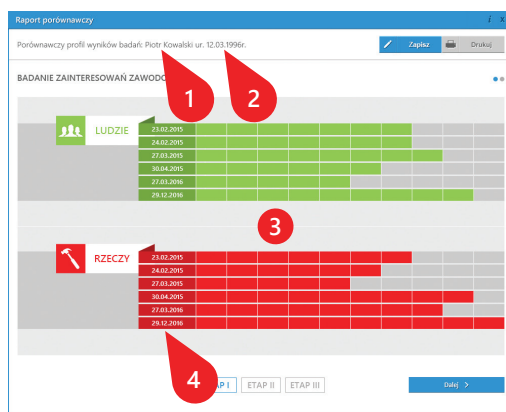 Raport porównawczy i x
Porównawczy profil wyników badań: Piotr Kowalski ur. 12.03.1996r. Zapisz Drukuj
BADANIE ZAINTERESOWAŃ
1 2
LUDZIE
23.02.2015
24.02.2015
27.03.2015
30.04.2015
27.03.2016
29.12.2016
3
RZECZY
23.02.2015
24.02.2015
27.03.2015
30.04.2015
27.03.2016
29.12.2016
4
I ETAP II ETAP III Dalej >